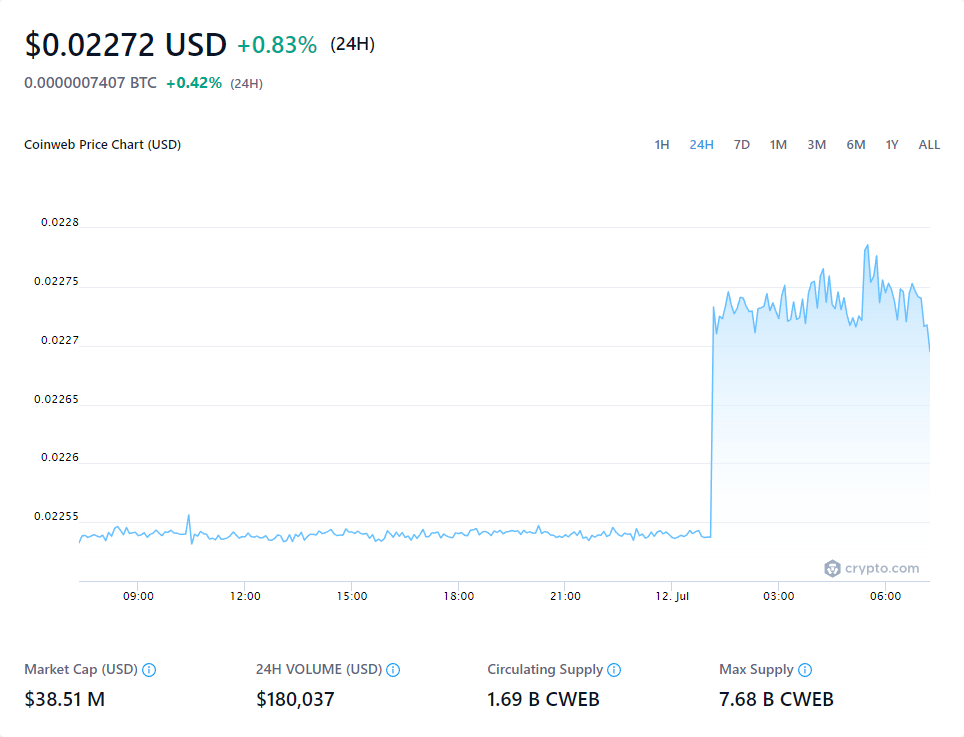 $0.02272 USD +0.83% (24H)
0.0000007407 BTC +0.42% (24H)
Coinweb Price Chart (USD)
1H 24H 7D 1M 3M 6M 1Y ALL
0.0228
0.02275
0.0227
0.02265
0.0226
0.02255
crypto.com
09:00 12:00 15:00 18:00 21:00 12. Jul 03:00 06:00
Market Cap (USD) 24H VOLUME (USD) Circulating Supply Max Supply
$38.51 M $180,037 1.69 B CWEB 7.68 B CWEB